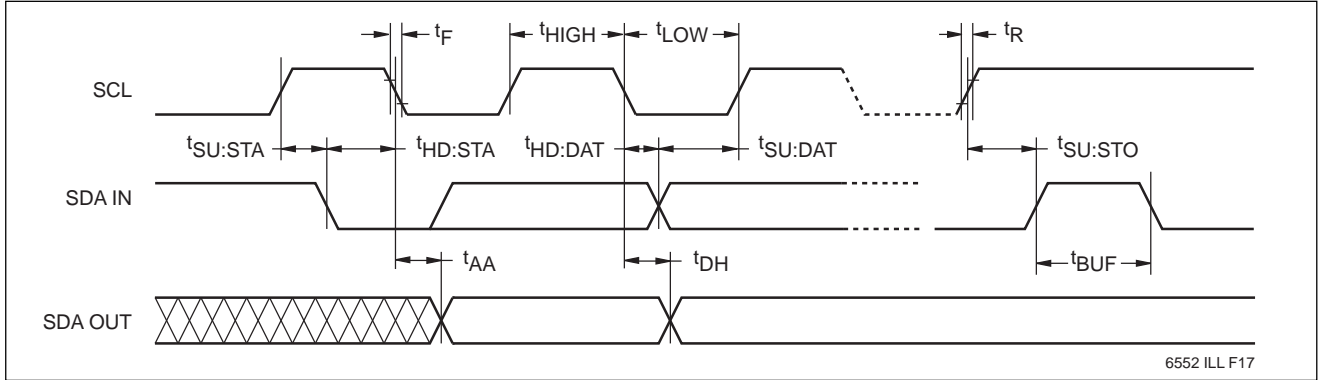 tF tHIGH tLOW tR
SCL
tSU:STA tHD:STA tHD:DAT tSU:DAT tSU:STO
SDA IN
tAA tDH tBUF
SDA OUT
6552 ILL F17